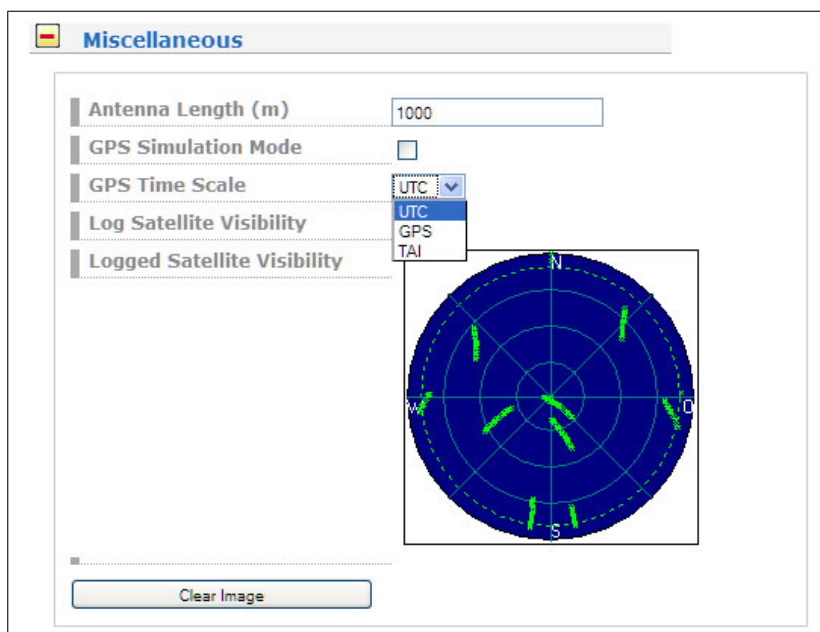 Miscellaneous
Antenna Length (m) 1000
GPS Simulation Mode
GPS Time Scale UTC
UTC
Log Satellite Visibility GPS
TAI
Logged Satellite Visibility
N
W O
S
Clear Image